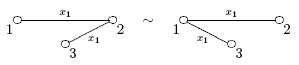 x₁ ∼ x₁
1 2 1 2
x₁ x₁
3 3